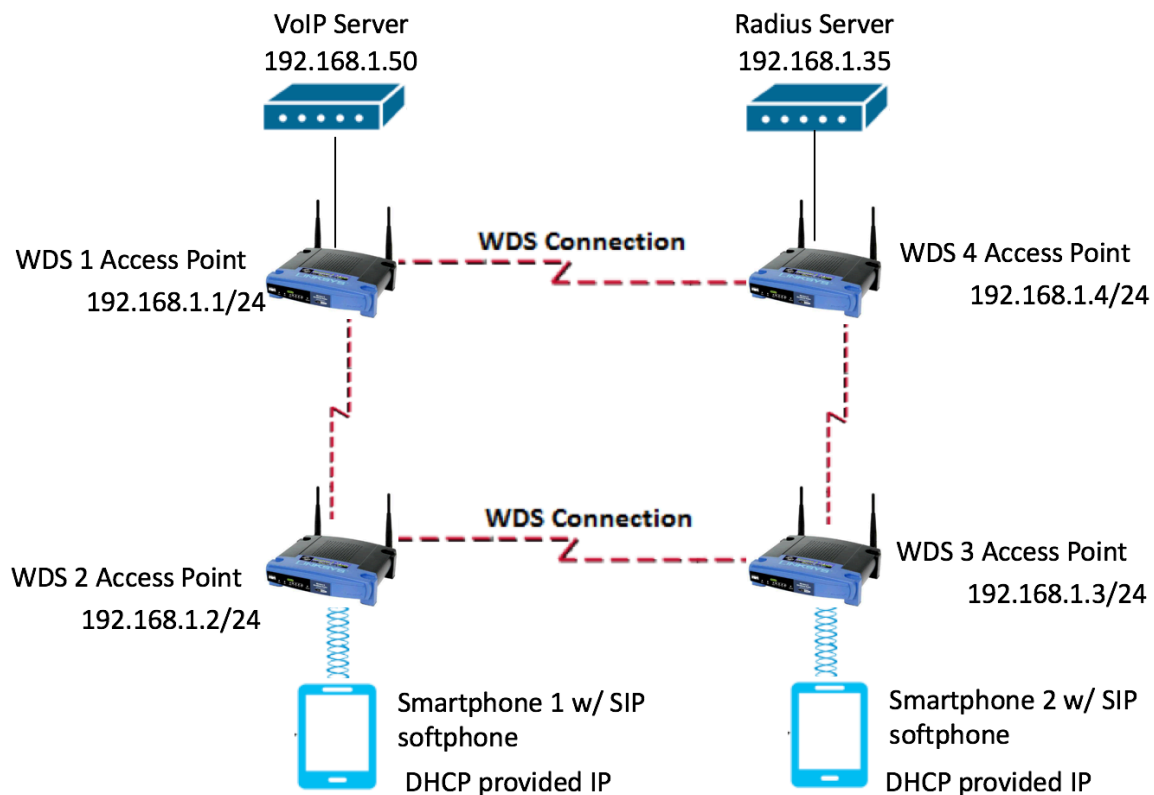 VoIP Server
192.168.1.50
Radius Server
192.168.1.35
WDS 1 Access Point
192.168.1.1/24
WDS Connection
WDS 4 Access Point
192.168.1.4/24
WDS 2 Access Point
192.168.1.2/24
WDS Connection
WDS 3 Access Point
192.168.1.3/24
Smartphone 1 w/ SIP
softphone
DHCP provided IP
Smartphone 2 w/ SIP
softphone
DHCP provided IP